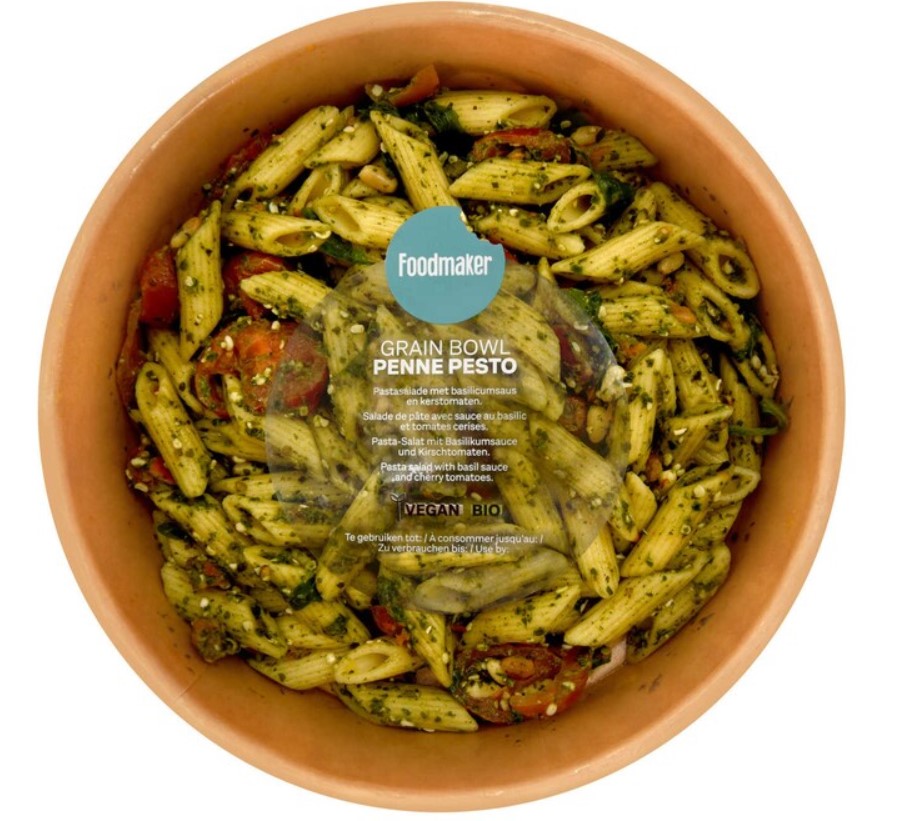 Foodmaker
GRAIN BOWL
PENNE PESTO
Pastasalade met basilicumsaus
en kerstomaten.
Salade de pâte avec sauce au basilic
et tomates cerises.
Pasta-Salat mit Basilikumsauce
und Kirschtomaten.
Pasta salad with basil sauce
and cherry tomatoes.
VEGAN BIO
Te gebruiken tot: / A consommer jusqu'au: /
Zu verbrauchen bis: / Use by: